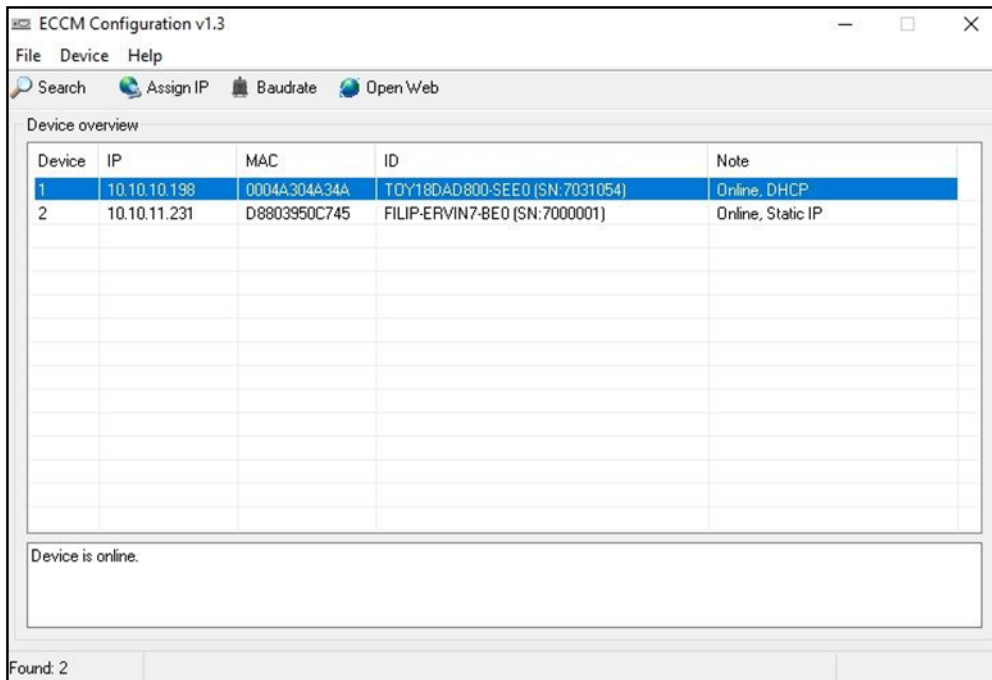 ECCM Configuration v1.3
File Device Help
Search Assign IP Baudrate Open Web
Device overview
Device IP MAC ID Note
1 10.10.10.198 0004A304A34A TOY18DAD800-SEE0 (SN:7031054) Online, DHCP
2 10.10.11.231 D8803950C745 FILIP-ERVIN7-BE0 (SN:7000001) Online, Static IP
Device is online.
Found: 2